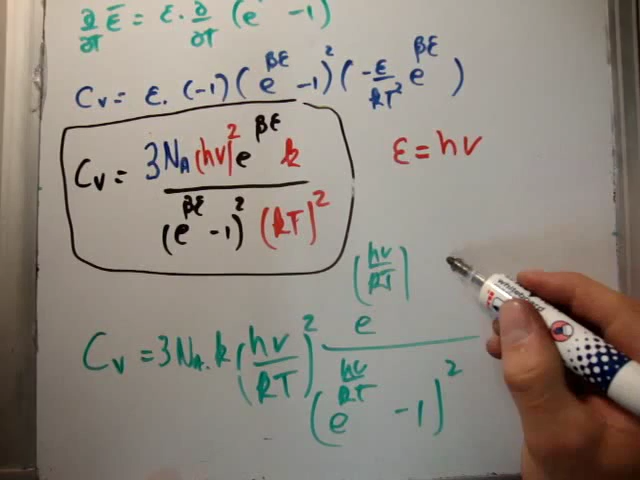 ∂/∂T Ē = ε · ∂/∂T (e - 1)
Cv = ε · (-1) (e^βε - 1)^2 (-ε/kT^2 e^βε)
Cv = 3N_A (hν)^2 e^βε k / (e^βε - 1)^2 (kT)^2
ε = hν
Cv = 3N_A · k (hν/kT)^2 e^(hν/kT) / (e^(hν/kT) - 1)^2
whiteboard